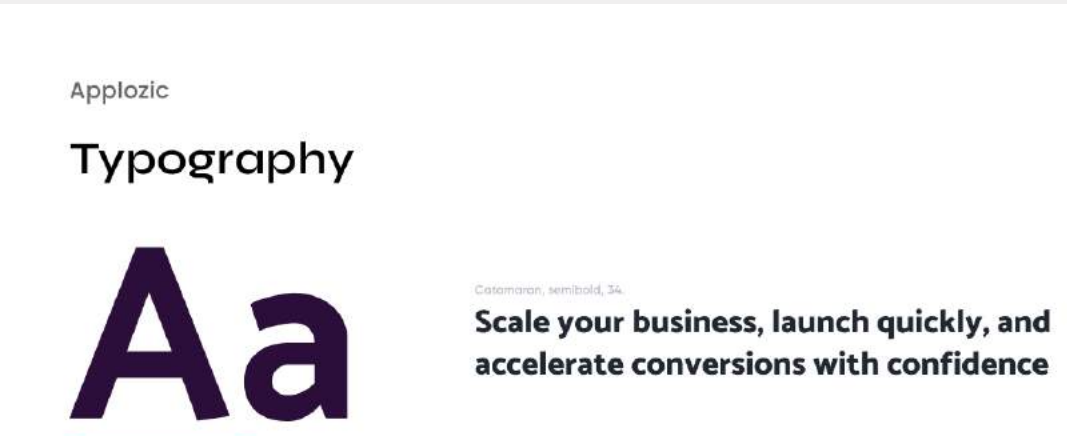 Applozic
Typography
Aa
Catamaran, semibold, 34.
Scale your business, launch quickly, and
accelerate conversions with confidence